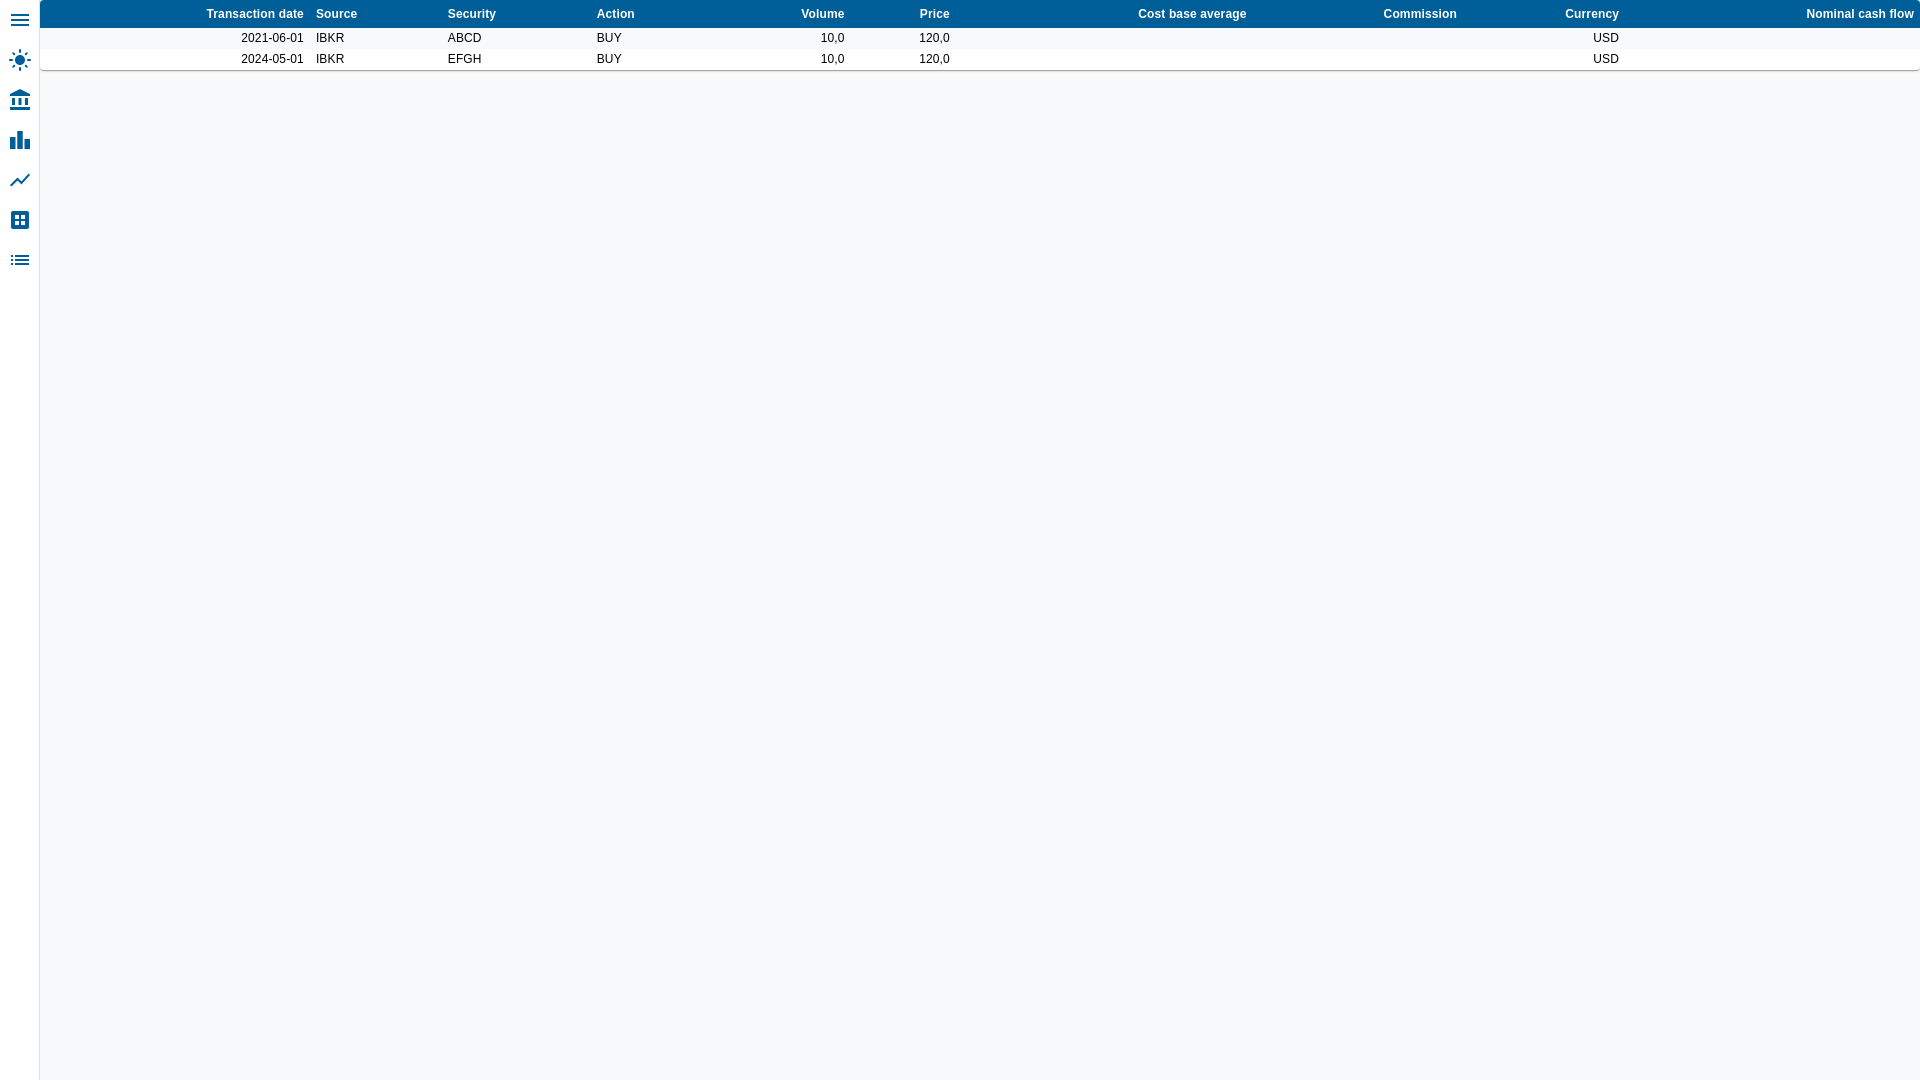 Transaction date Source Security Action Volume Price Cost base average Commission Currency Nominal cash flow
2021-06-01 IBKR ABCD BUY 10,0 120,0 USD
2024-05-01 IBKR EFGH BUY 10,0 120,0 USD